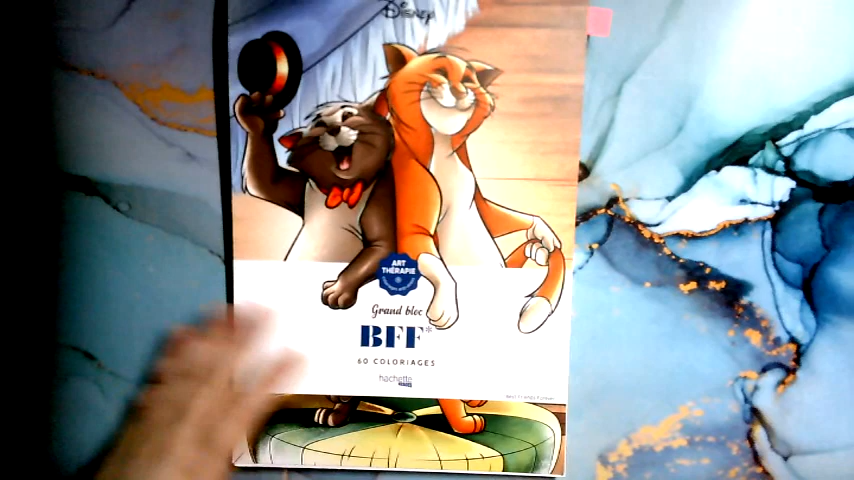 Disney
ART
THÉRAPIE
Grand bloc
BFF*
60 COLORIAGES
hachette